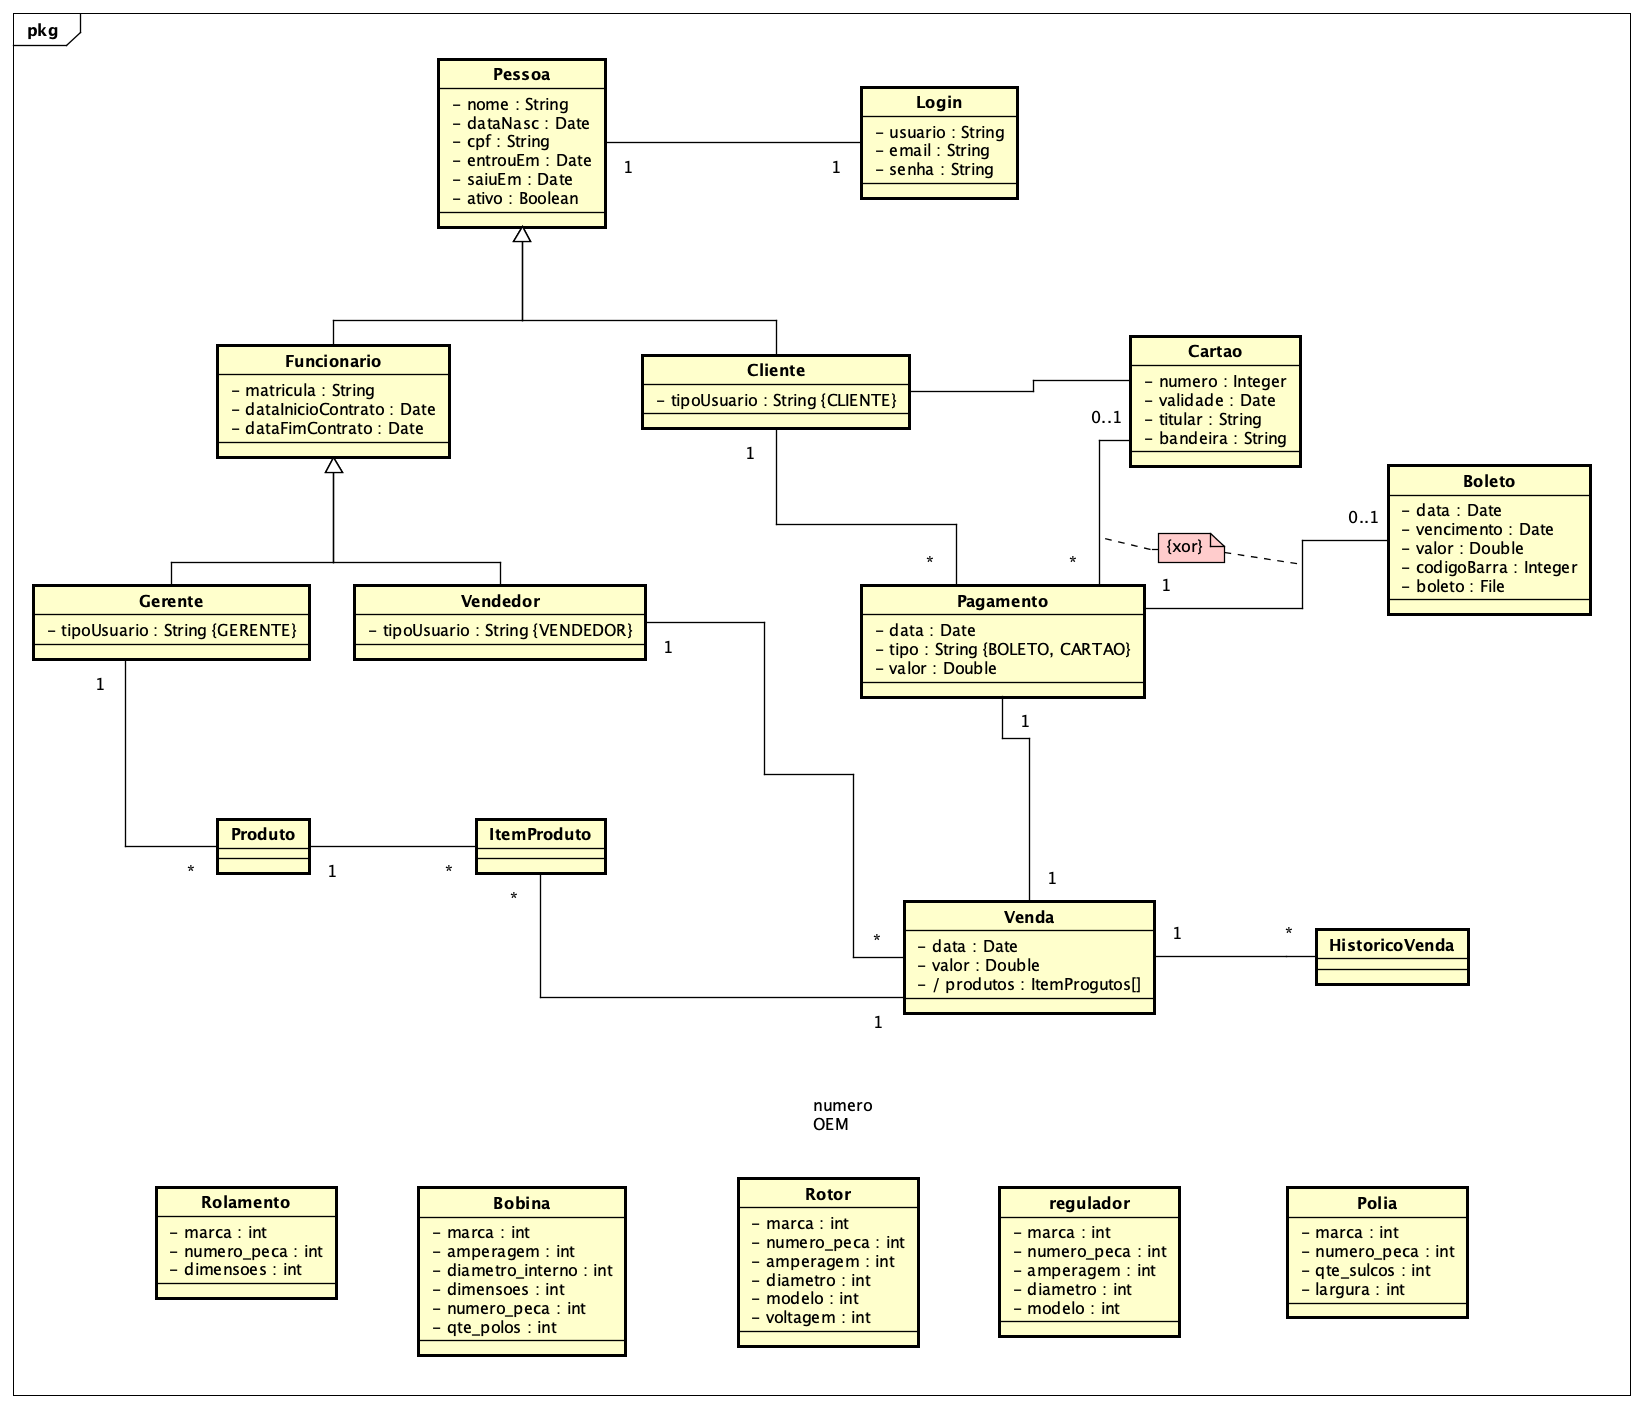 pkg
Pessoa
- nome : String
- dataNasc : Date
- cpf : String
- entrouEm : Date
- saiuEm : Date
- ativo : Boolean
1
1
Login
- usuario : String
- email : String
- senha : String
Funcionario
- matricula : String
- dataInicioContrato : Date
- dataFimContrato : Date
Cliente
- tipoUsuario : String {CLIENTE}
1
Cartao
- numero : Integer
- validade : Date
- titular : String
- bandeira : String
0..1
Boleto
- data : Date
- vencimento : Date
- valor : Double
- codigoBarra : Integer
- boleto : File
0..1
{xor}
*
*
1
Gerente
- tipoUsuario : String {GERENTE}
1
Vendedor
- tipoUsuario : String {VENDEDOR}
1
Pagamento
- data : Date
- tipo : String {BOLETO, CARTAO}
- valor : Double
1
Produto
*
1
ItemProduto
*
*
1
*
1
Venda
- data : Date
- valor : Double
- / produtos : ItemProgutos[]
1
*
HistoricoVenda
numero
OEM
Rolamento
- marca : int
- numero_peca : int
- dimensoes : int
Bobina
- marca : int
- amperagem : int
- diametro_interno : int
- dimensoes : int
- numero_peca : int
- qte_polos : int
Rotor
- marca : int
- numero_peca : int
- amperagem : int
- diametro : int
- modelo : int
- voltagem : int
regulador
- marca : int
- numero_peca : int
- amperagem : int
- diametro : int
- modelo : int
Polia
- marca : int
- numero_peca : int
- qte_sulcos : int
- largura : int